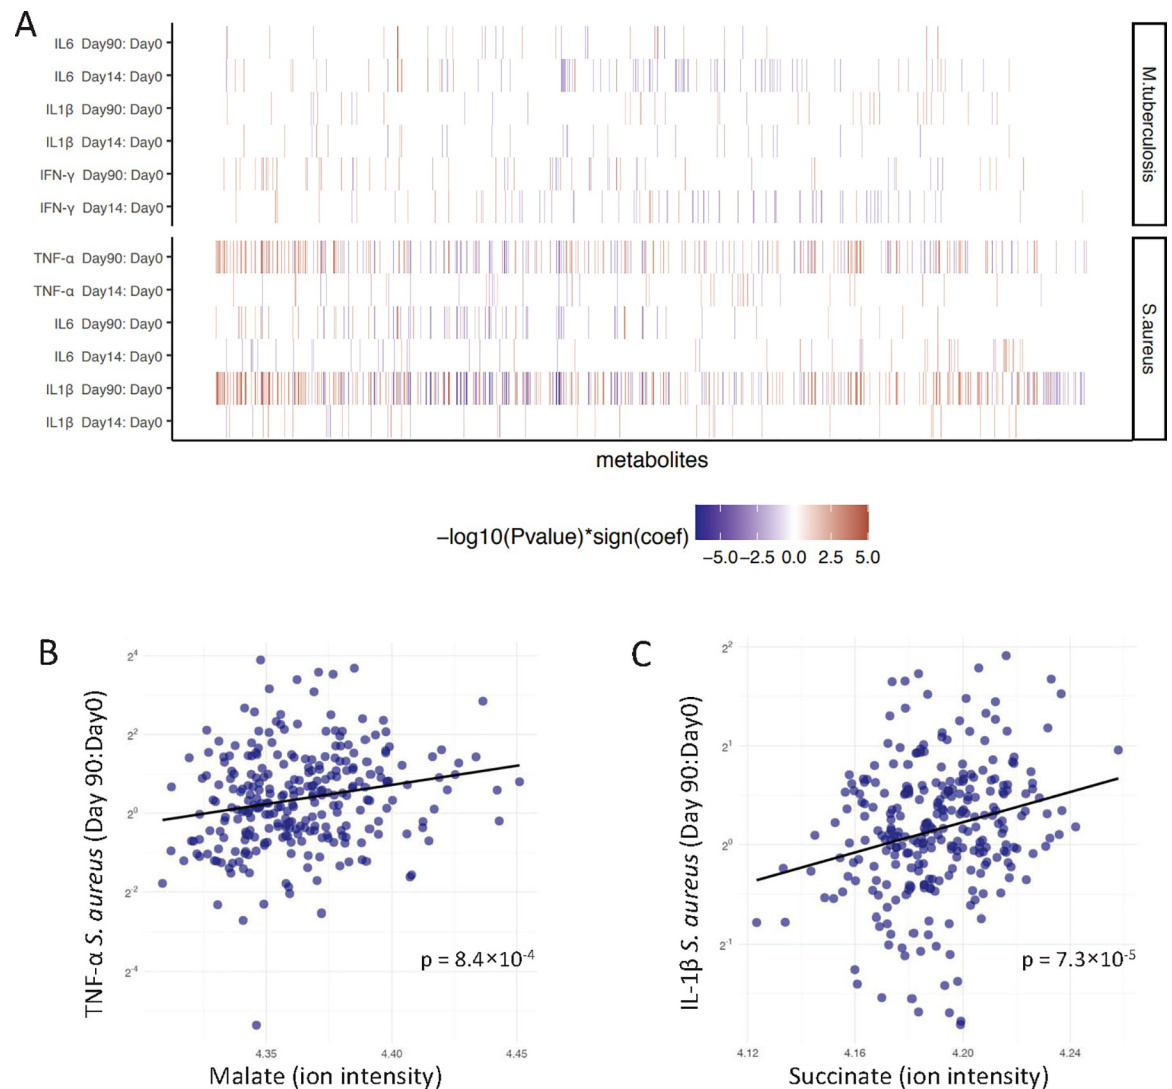 A
IL6 Day90: Day0
IL6 Day14: Day0
IL1β Day90: Day0
IL1β Day14: Day0
IFN-γ Day90: Day0
IFN-γ Day14: Day0
M.tuberculosis
TNF-α Day90: Day0
TNF-α Day14: Day0
IL6 Day90: Day0
IL6 Day14: Day0
IL1β Day90: Day0
IL1β Day14: Day0
S.aureus
metabolites
−log10(Pvalue)*sign(coef)
−5.0 −2.5 0.0 2.5 5.0
B
TNF-α S. aureus (Day 90:Day0)
2⁴
2²
2⁰
2⁻²
2⁻⁴
p = 8.4×10⁻⁴
4.35 4.40 4.45
Malate (ion intensity)
C
IL-1β S. aureus (Day 90:Day0)
2²
2¹
2⁰
2⁻¹
p = 7.3×10⁻⁵
4.12 4.16 4.20 4.24
Succinate (ion intensity)